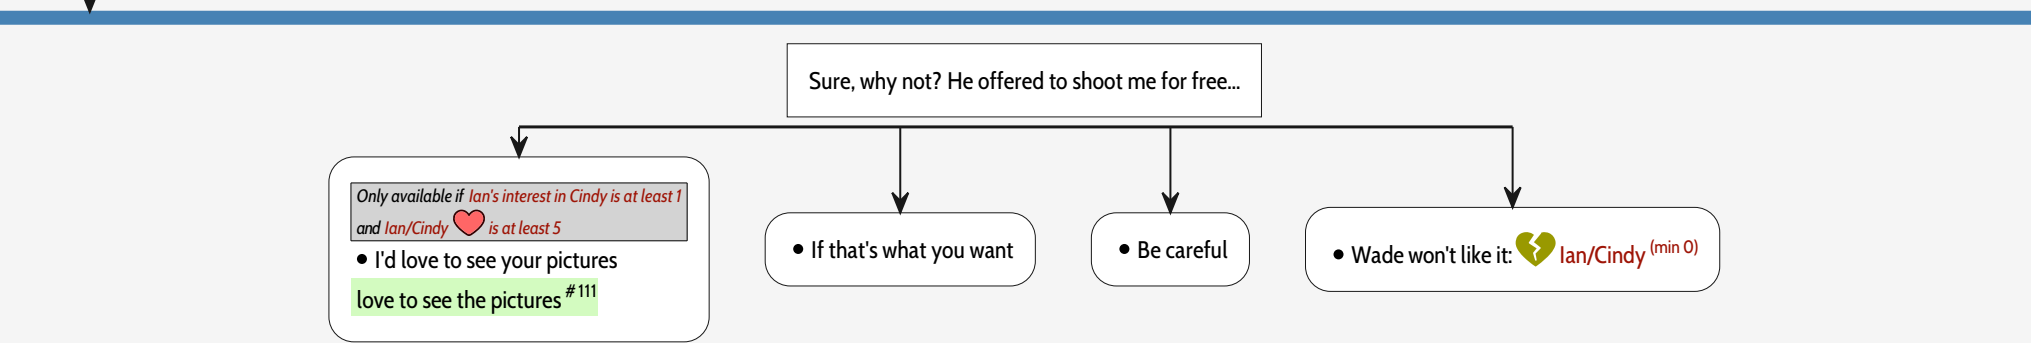 Sure, why not? He offered to shoot me for free...
Only available if Ian's interest in Cindy is at least 1
and Ian/Cindy is at least 5
• I'd love to see your pictures
love to see the pictures #111
• If that's what you want
• Be careful
• Wade won't like it: Ian/Cindy (min 0)